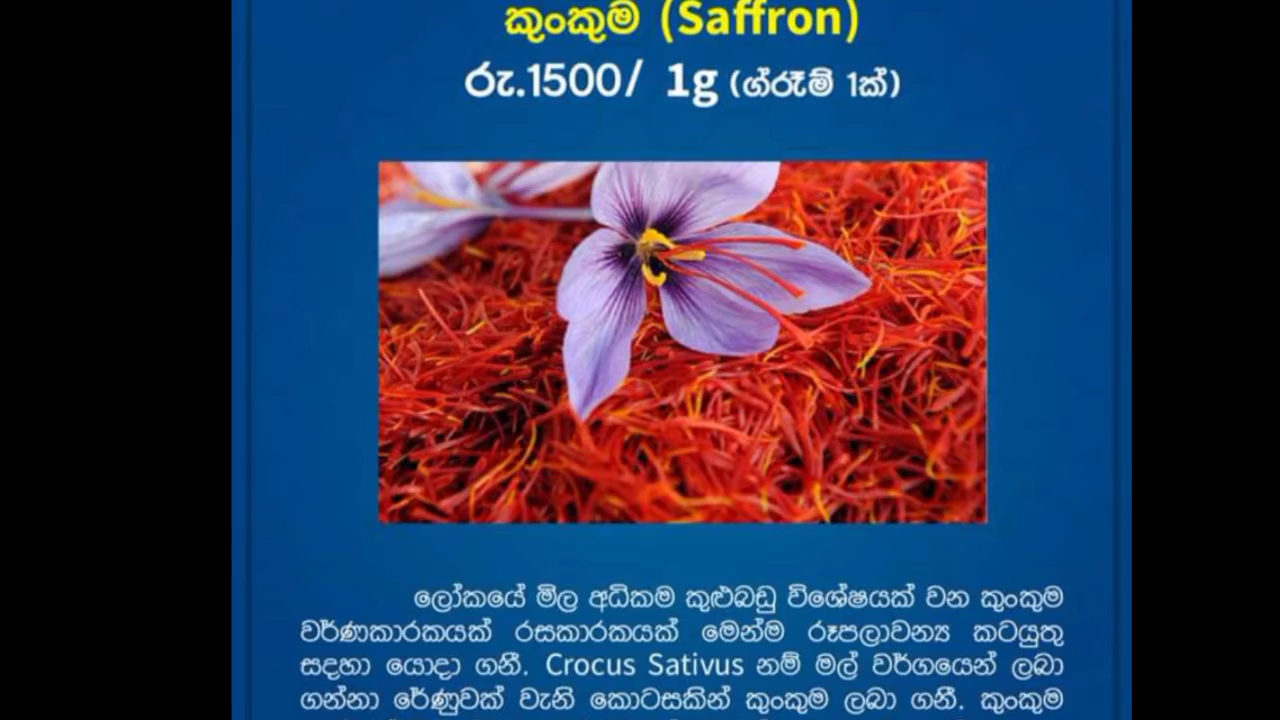 කුංකුම (Saffron)
රු.1500/ 1g (ග්රෑම් 1ක්)
ලෝකයේ මිල අධිකම කුළුබඩු විශේෂයක් වන කුංකුම
වර්ණකාරකයක් රසකාරකයක් මෙන්ම රූපලාවන්‍ය කටයුතු
සඳහා යොදා ගනී. Crocus Sativus නම් මල් වර්ගයෙන් ලබා
ගන්නා රේණුවක් වැනි කොටසකින් කුංකුම ලබා ගනී. කුංකුම